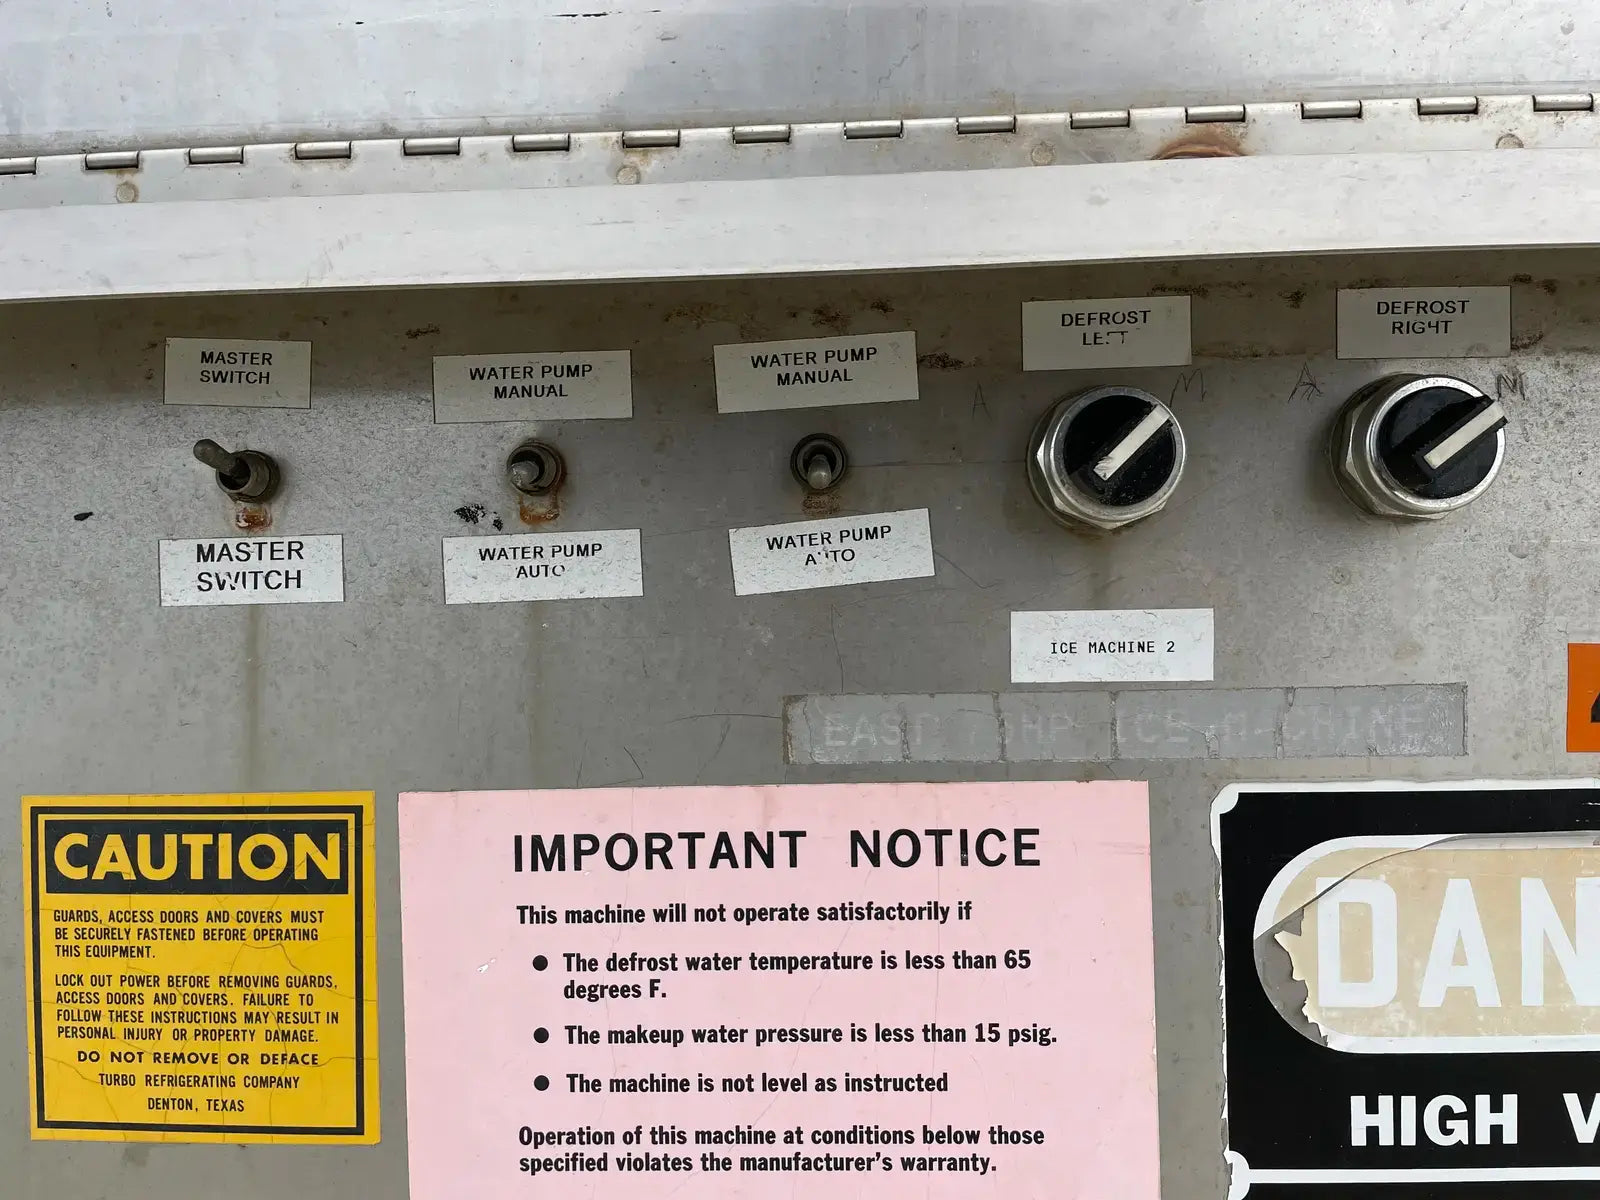 MASTER
SWITCH
WATER PUMP
MANUAL
WATER PUMP
MANUAL
DEFROST
LEFT
DEFROST
RIGHT
A
M
A
M
MASTER
SWITCH
WATER PUMP
AUTO
WATER PUMP
AUTO
ICE MACHINE 2
EAST 75HP ICE MACHINE
CAUTION
GUARDS, ACCESS DOORS AND COVERS MUST
BE SECURELY FASTENED BEFORE OPERATING
THIS EQUIPMENT.
LOCK OUT POWER BEFORE REMOVING GUARDS,
ACCESS DOORS AND COVERS. FAILURE TO
FOLLOW THESE INSTRUCTIONS MAY RESULT IN
PERSONAL INJURY OR PROPERTY DAMAGE.
DO NOT REMOVE OR DEFACE
TURBO REFRIGERATING COMPANY
DENTON, TEXAS
IMPORTANT NOTICE
This machine will not operate satisfactorily if
● The defrost water temperature is less than 65
degrees F.
● The makeup water pressure is less than 15 psig.
● The machine is not level as instructed
Operation of this machine at conditions below those
specified violates the manufacturer's warranty.
DAN
HIGH V